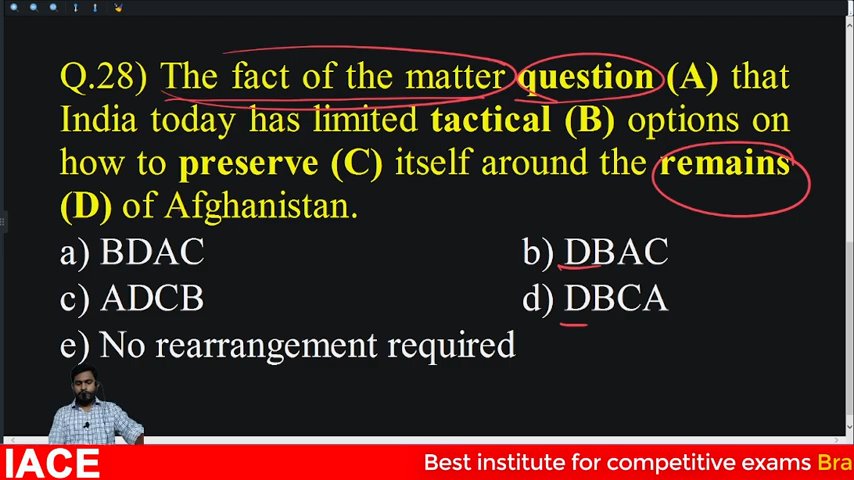 Q.28) The fact of the matter question (A) that
India today has limited tactical (B) options on
how to preserve (C) itself around the remains
(D) of Afghanistan.
a) BDAC b) DBAC
c) ADCB d) DBCA
e) No rearrangement required
IACE Best institute for competitive exams Bra